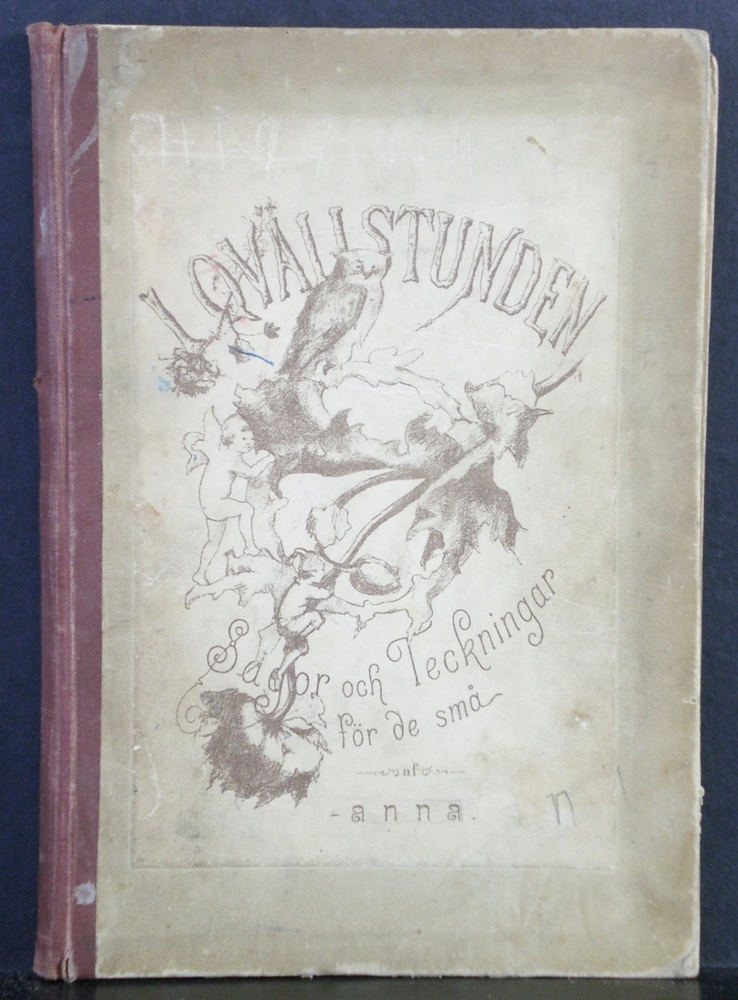 I QVÄLLSTUNDEN
Sagor och Teckningar
för de små
af
- anna.
n